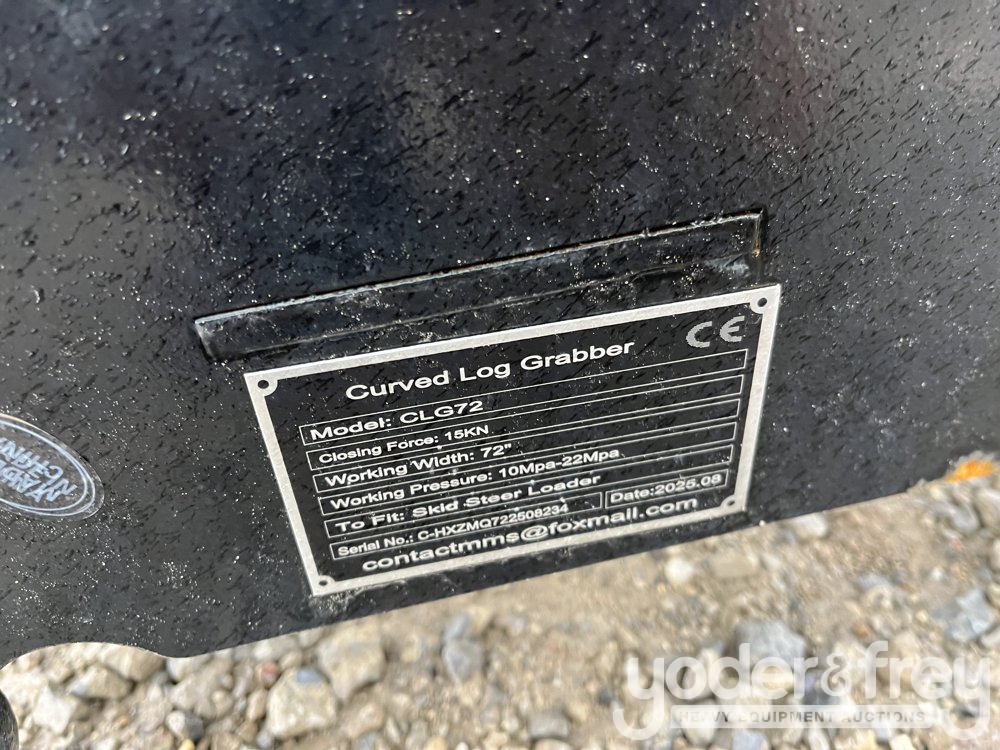 Curved Log Grabber
CE
Model: CLG72
Closing Force: 15KN
Wprking Width: 72"
Working Pressure: 10Mpa-22Mpa
To Fit: Skid Steer Loader
Serial No.: C-HXZMQ722508234 Date:2025.08
contactmms@foxmail.com
yoder&frey
HEAVY EQUIPMENT AUCTIONS